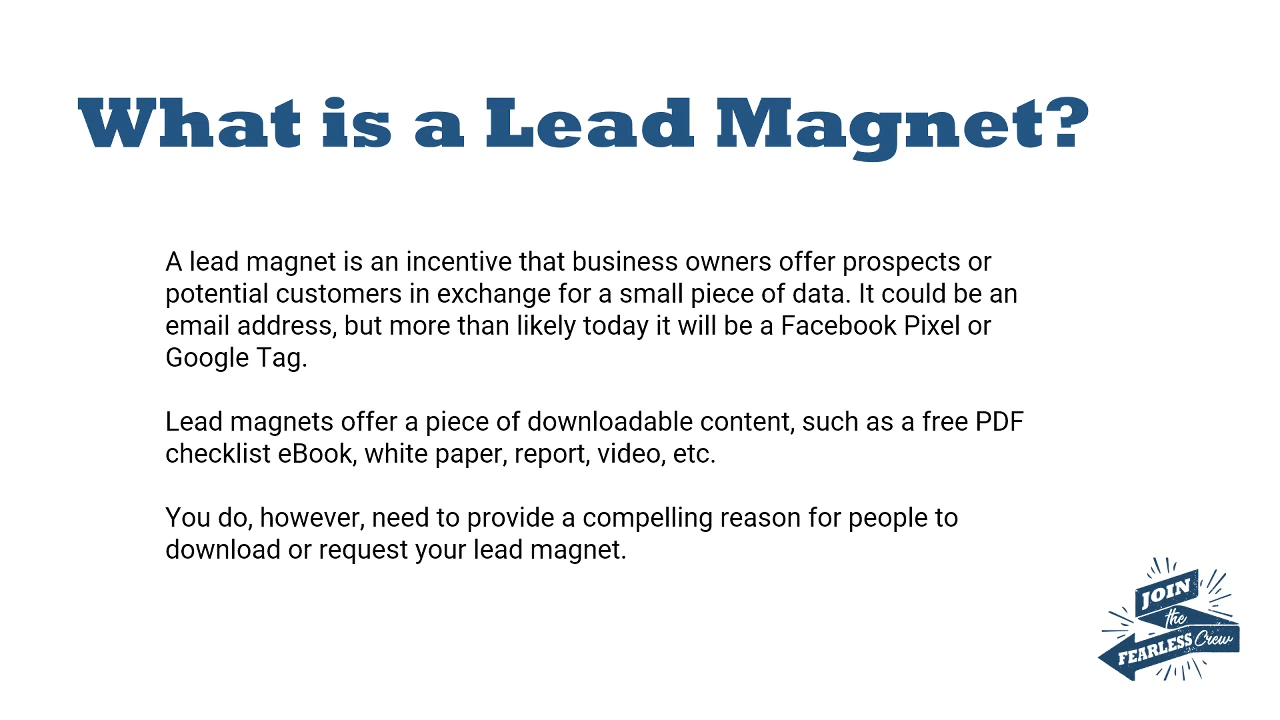 What is a Lead Magnet?
A lead magnet is an incentive that business owners offer prospects or
potential customers in exchange for a small piece of data. It could be an
email address, but more than likely today it will be a Facebook Pixel or
Google Tag.
Lead magnets offer a piece of downloadable content, such as a free PDF
checklist eBook, white paper, report, video, etc.
You do, however, need to provide a compelling reason for people to
download or request your lead magnet.
JOIN
the
FEARLESS Crew